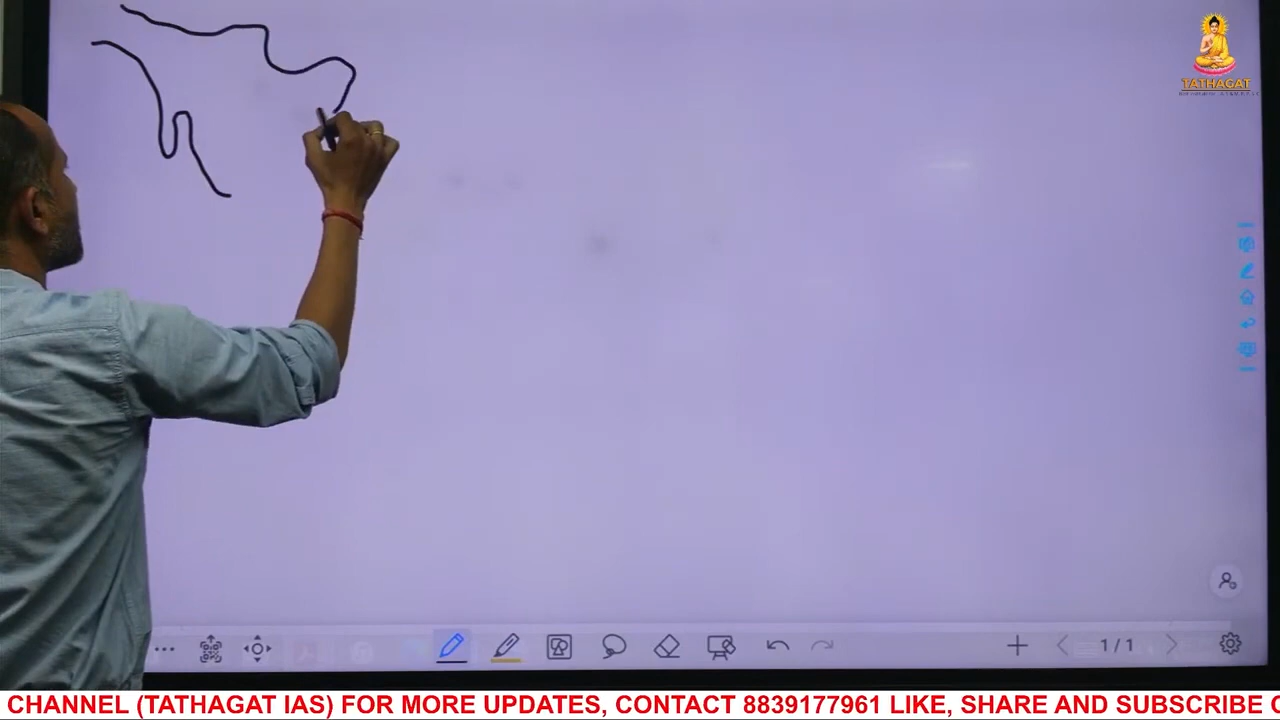 TATHAGAT
1/1
CHANNEL (TATHAGAT IAS) FOR MORE UPDATES, CONTACT 8839177961 LIKE, SHARE AND SUBSCRIBE